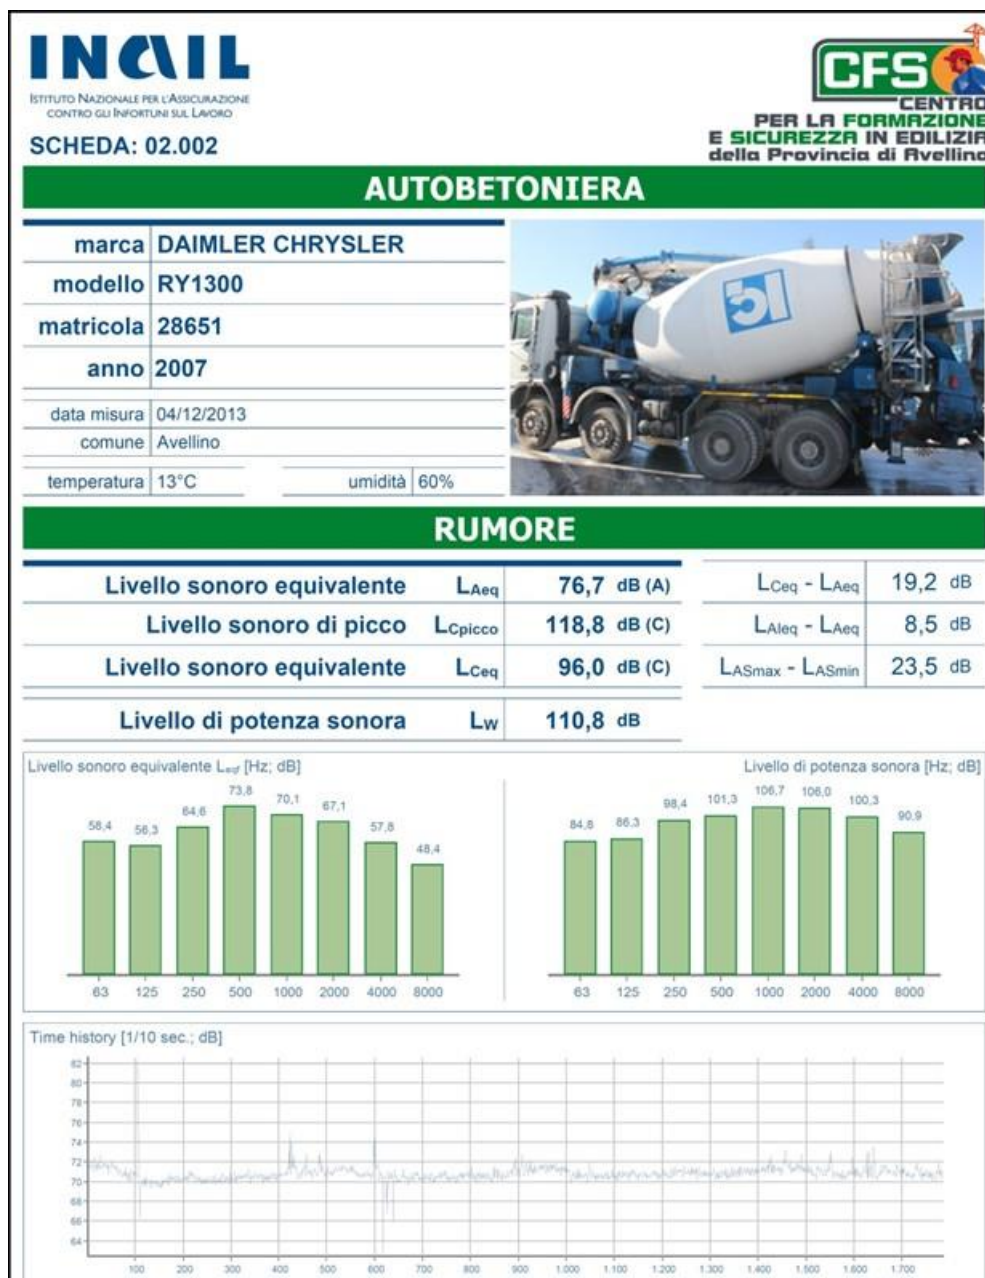 INAIL
ISTITUTO NAZIONALE PER L'ASSICURAZIONE
CONTRO GLI INFORTUNI SUL LAVORO
SCHEDA: 02.002
CFS
CENTRO
PER LA FORMAZIONE
E SICUREZZA IN EDILIZIA
della Provincia di Avellino
AUTOBETONIERA
marca DAIMLER CHRYSLER
modello RY1300
matricola 28651
anno 2007
data misura 04/12/2013
comune Avellino
temperatura 13°C umidità 60%
RUMORE
Livello sonoro equivalente LAeq 76,7 dB (A)
Livello sonoro di picco LCpicco 118,8 dB (C)
Livello sonoro equivalente LCeq 96,0 dB (C)
Livello di potenza sonora LW 110,8 dB
LCeq - LAeq 19,2 dB
LAIeq - LAeq 8,5 dB
LASmax - LASmin 23,5 dB
Livello sonoro equivalente Leqf [Hz; dB]
58,4 56,3 64,6 73,8 70,1 67,1 57,8 48,4
63 125 250 500 1000 2000 4000 8000
Livello di potenza sonora [Hz; dB]
84,8 86,3 98,4 101,3 106,7 106,0 100,3 90,9
63 125 250 500 1000 2000 4000 8000
Time history [1/10 sec.; dB]
82
80
78
76
74
72
70
68
66
64
100 200 300 400 500 600 700 800 900 1.000 1.100 1.200 1.300 1.400 1.500 1.600 1.700